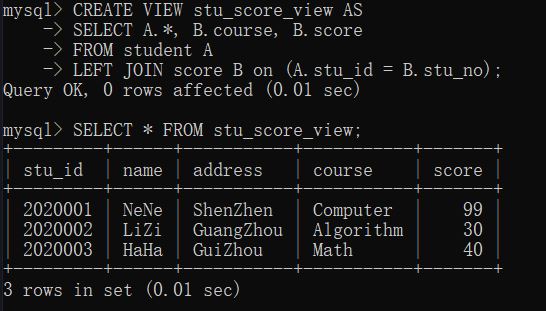 mysql> CREATE VIEW stu_score_view AS
    -> SELECT A.*, B.course, B.score
    -> FROM student A
    -> LEFT JOIN score B on (A.stu_id = B.stu_no);
Query OK, 0 rows affected (0.01 sec)

mysql> SELECT * FROM stu_score_view;
+---------+------+-----------+-----------+-------+
| stu_id  | name | address   | course    | score |
+---------+------+-----------+-----------+-------+
| 2020001 | NeNe | ShenZhen  | Computer  |    99 |
| 2020002 | LiZi | GuangZhou | Algorithm |    30 |
| 2020003 | HaHa | GuiZhou   | Math      |    40 |
+---------+------+-----------+-----------+-------+
3 rows in set (0.01 sec)